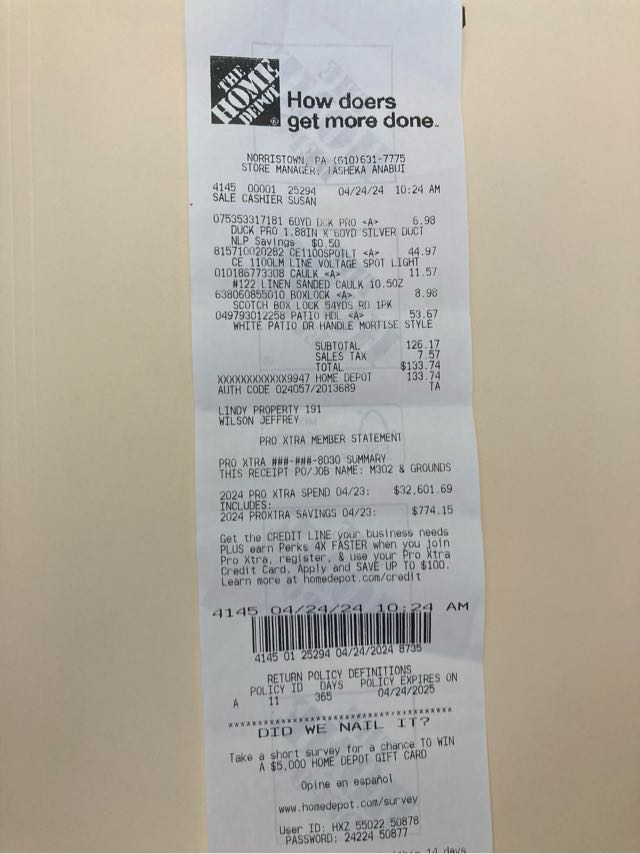 THE
HOME
DEPOT
How doers
get more done.
NORRISTOWN, PA (610)631-7775
STORE MANAGER: TASHEKA ANABUI
4145 00001 25294 04/24/24 10:24 AM
SALE CASHIER SUSAN
075353317181 60YD DCK PRO <A> 6.98
DUCK PRO 1.88IN X 60YD SILVER DUCT
NLP Savings $0.50
815710020282 CE1100SPOTLT <A> 44.97
CE 1100LM LINE VOLTAGE SPOT LIGHT
010186773308 CAULK <A> 11.57
#122 LINEN SANDED CAULK 10.5OZ
638060855010 BOXLOCK <A> 8.98
SCOTCH BOX LOCK 54YDS RD 1PK
049793012258 PATIO HDL <A> 53.67
WHITE PATIO DR HANDLE MORTISE STYLE
SUBTOTAL 126.17
SALES TAX 7.57
TOTAL $133.74
XXXXXXXXXXXX9947 HOME DEPOT 133.74
AUTH CODE 024057/2013689 TA
LINDY PROPERTY 191
WILSON JEFFREY
PRO XTRA MEMBER STATEMENT
PRO XTRA ###-###-8030 SUMMARY
THIS RECEIPT PO/JOB NAME: M302 & GROUNDS
2024 PRO XTRA SPEND 04/23: $32,601.69
INCLUDES:
2024 PROXTRA SAVINGS 04/23: $774.15
Get the CREDIT LINE your business needs
PLUS earn Perks 4X FASTER when you join
Pro Xtra, register, & use your Pro Xtra
Credit Card. Apply and SAVE UP TO $100.
Learn more at homedepot.com/credit
4145 04/24/24 10:24 AM
4145 01 25294 04/24/2024 8735
RETURN POLICY DEFINITIONS
POLICY ID DAYS POLICY EXPIRES ON
A 11 365 04/24/2025
****************************************
DID WE NAIL IT?
Take a short survey for a chance TO WIN
A $5,000 HOME DEPOT GIFT CARD
Opine en español
www.homedepot.com/survey
User ID: HXZ 55022 50878
PASSWORD: 24224 50877
14 days